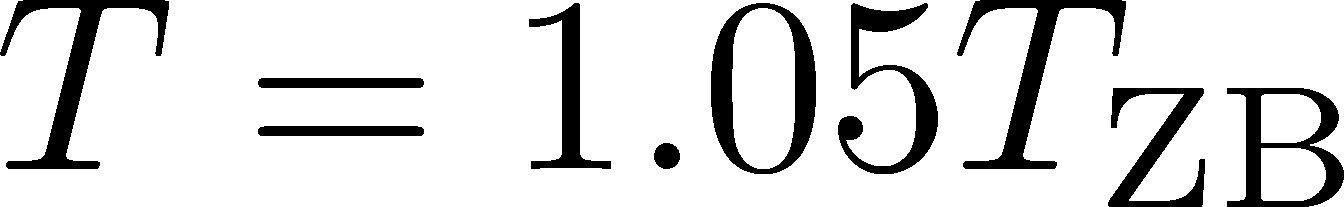 T = 1.05T_ZB